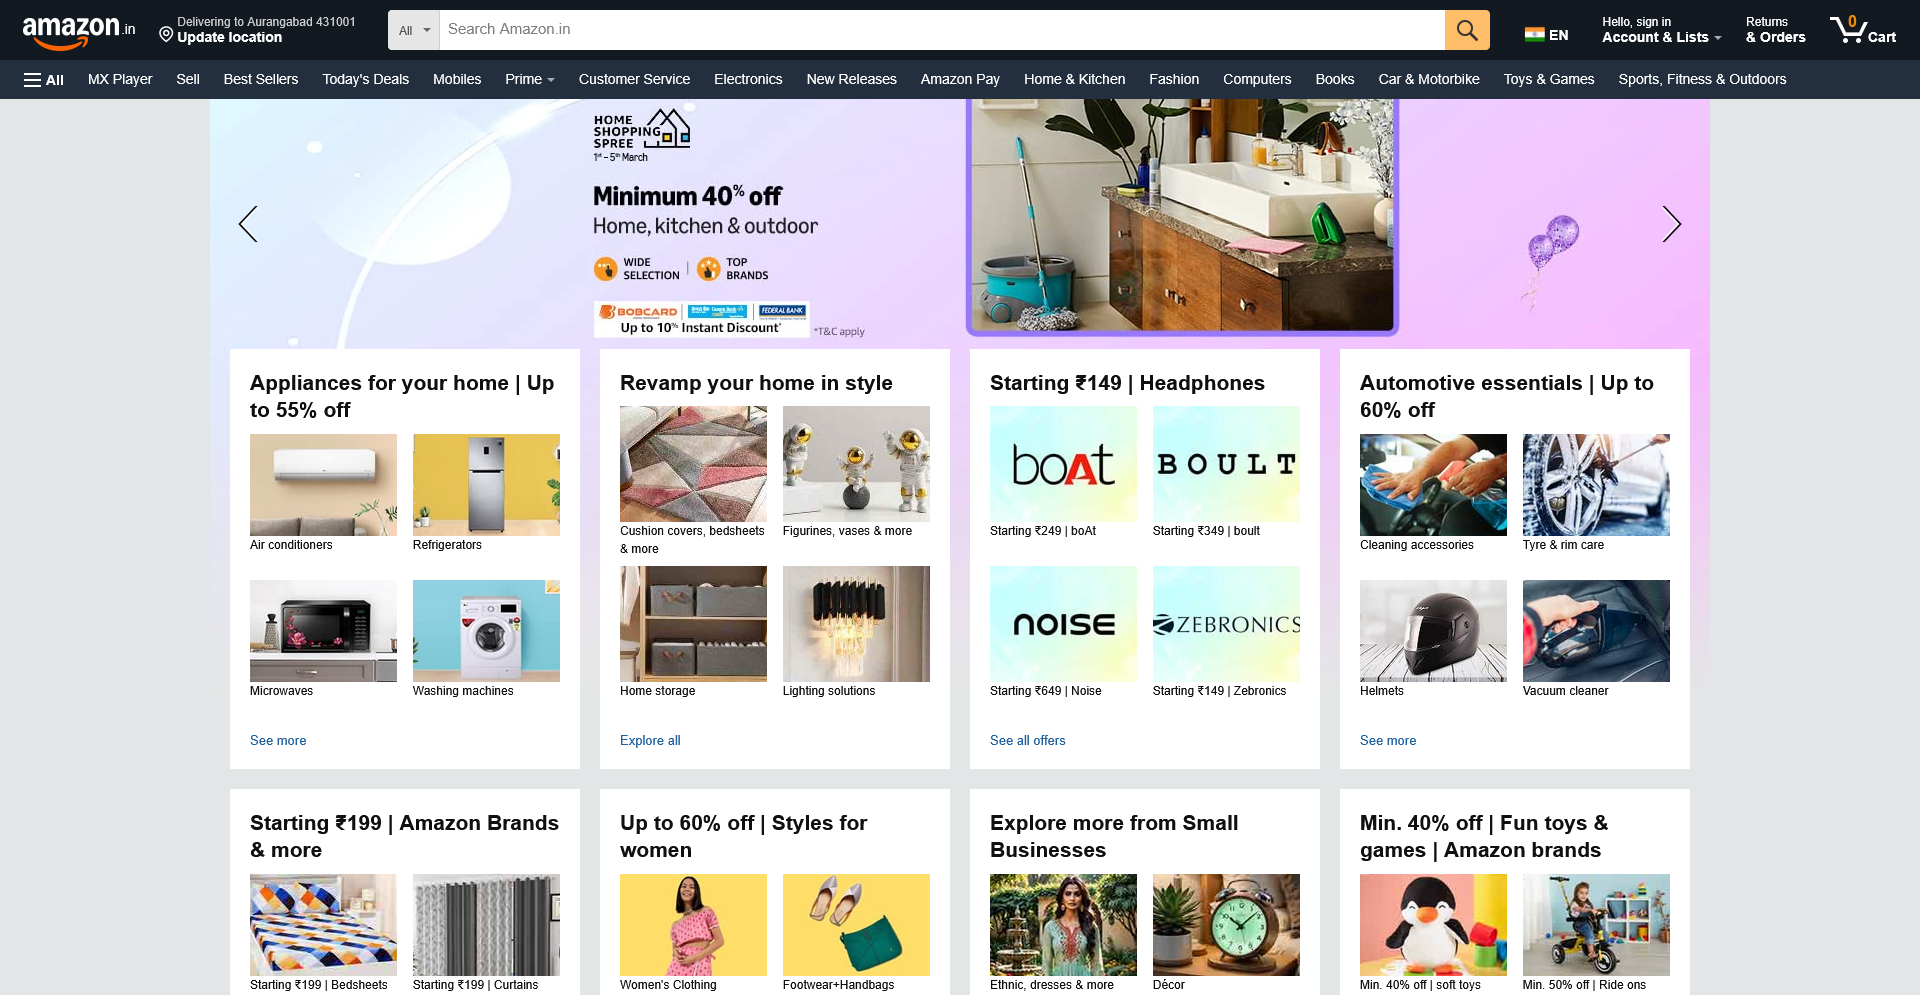 amazon.in
Delivering to Aurangabad 431001
Update location
All
Search Amazon.in
EN
Hello, sign in
Account & Lists
Returns
& Orders
0
Cart
All
MX Player
Sell
Best Sellers
Today's Deals
Mobiles
Prime
Customer Service
Electronics
New Releases
Amazon Pay
Home & Kitchen
Fashion
Computers
Books
Car & Motorbike
Toys & Games
Sports, Fitness & Outdoors
HOME
SHOPPING
SPREE
1st – 5th March
Minimum 40% off
Home, kitchen & outdoor
WIDE
SELECTION
TOP
BRANDS
BOBCARD
FEDERAL BANK
Up to 10% Instant Discount*
*T&C apply
Appliances for your home | Up
to 55% off
Air conditioners
Refrigerators
Microwaves
Washing machines
See more
Revamp your home in style
Cushion covers, bedsheets
& more
Figurines, vases & more
Home storage
Lighting solutions
Explore all
Starting ₹149 | Headphones
boAt
BOULT
Starting ₹249 | boAt
Starting ₹349 | boult
noise
ZEBRONICS
Starting ₹649 | Noise
Starting ₹149 | Zebronics
See all offers
Automotive essentials | Up to
60% off
Cleaning accessories
Tyre & rim care
Helmets
Vacuum cleaner
See more
Starting ₹199 | Amazon Brands
& more
Starting ₹199 | Bedsheets
Starting ₹199 | Curtains
Up to 60% off | Styles for
women
Women's Clothing
Footwear+Handbags
Explore more from Small
Businesses
Ethnic, dresses & more
Décor
Min. 40% off | Fun toys &
games | Amazon brands
Min. 40% off | soft toys
Min. 50% off | Ride ons